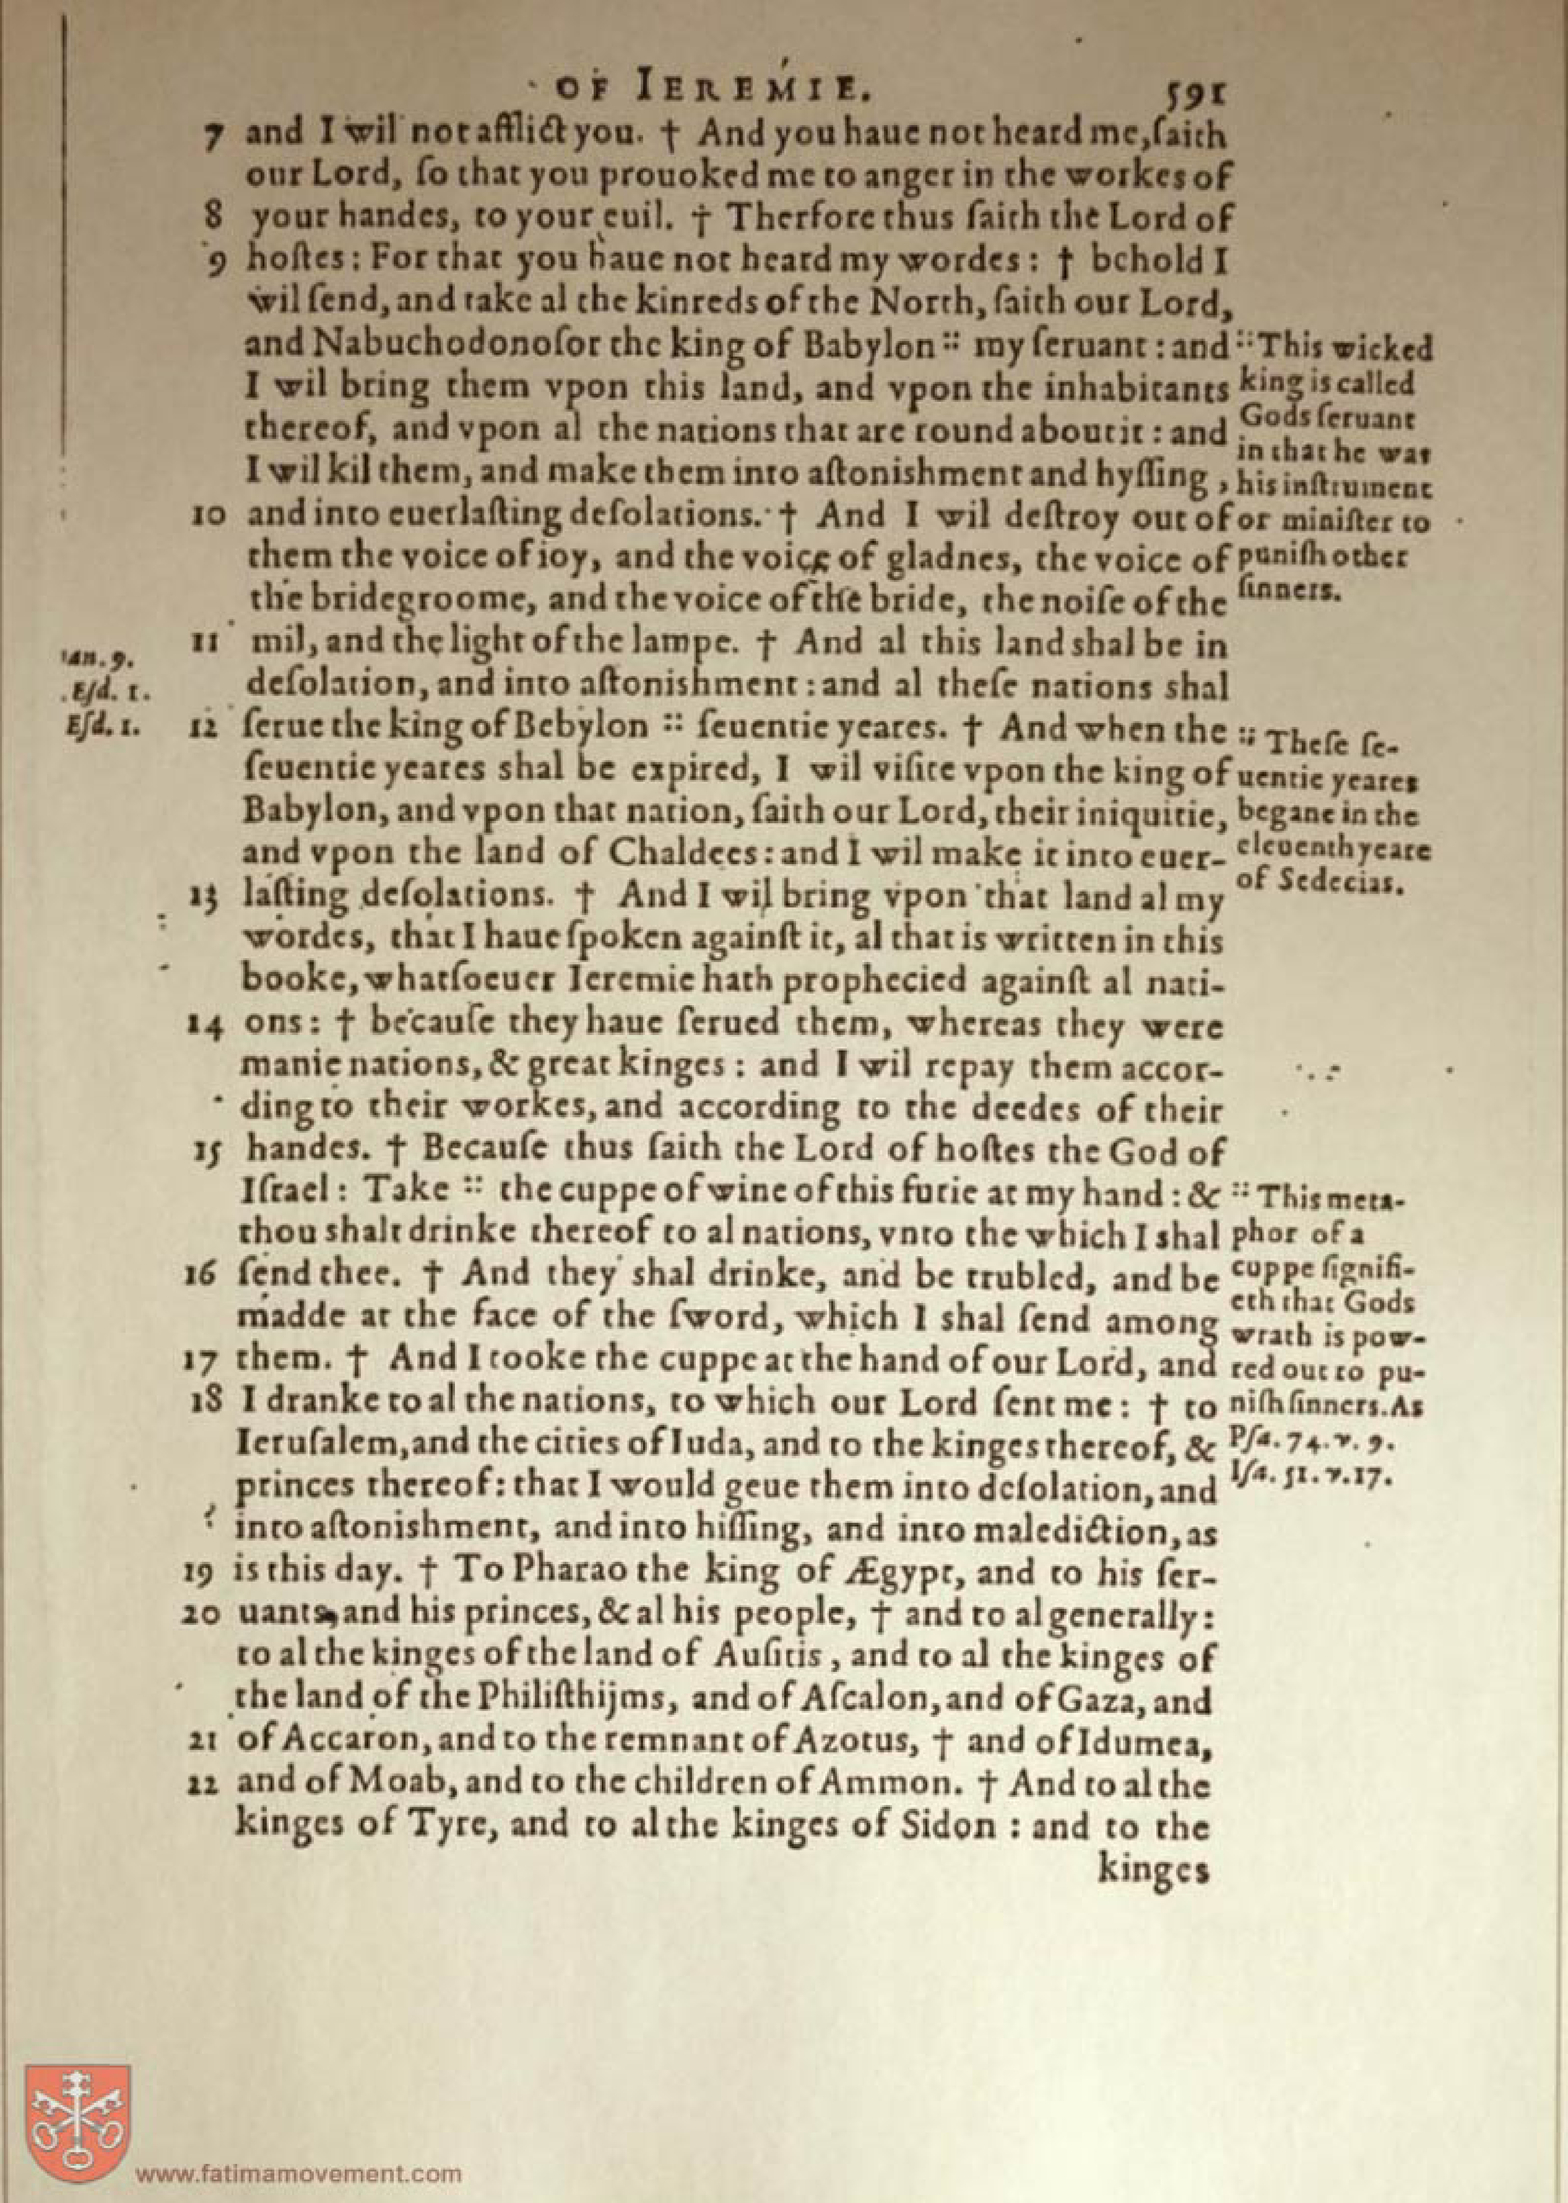 OF IEREMIE. 591
7 and I wil not afflict you. † And you haue not heard me, ſaith
our Lord, ſo that you prouoked me to anger in the workes of
8 your handes, to your euil. † Therfore thus ſaith the Lord of
9 hoſtes: For that you haue not heard my wordes: † behold I
wil ſend, and take al the kinreds of the North, ſaith our Lord,
and Nabuchodonoſor the king of Babylon :: my ſeruant: and
I wil bring them vpon this land, and vpon the inhabitants
thereof, and vpon al the nations that are round about it: and
I wil kil them, and make them into aſtonishment and hyſſing,
10 and into euerlaſting deſolations. † And I wil deſtroy out of
them the voice of ioy, and the voice of gladnes, the voice of
the bridegroome, and the voice of the bride, the noiſe of the
11 mil, and the light of the lampe. † And al this land shal be in
deſolation, and into aſtonishment: and al theſe nations shal
12 ſerue the king of Bebylon :: ſeuentie yeares. † And when the
ſeuentie yeares shal be expired, I wil viſite vpon the king of
Babylon, and vpon that nation, ſaith our Lord, their iniquitie,
and vpon the land of Chaldees: and I wil make it into euer-
13 laſting deſolations. † And I wil bring vpon that land al my
wordes, that I haue ſpoken againſt it, al that is written in this
booke, whatſoeuer Ieremie hath prophecied againſt al nati-
14 ons: † becauſe they haue ſerued them, whereas they were
manie nations, & great kinges: and I wil repay them accor-
ding to their workes, and according to the deedes of their
15 handes. † Becauſe thus ſaith the Lord of hoſtes the God of
Iſrael: Take :: the cuppe of wine of this furie at my hand: &
thou shalt drinke thereof to al nations, vnto the which I shal
16 ſend thee. † And they shal drinke, and be trubled, and be
madde at the face of the ſword, which I shal ſend among
17 them. † And I tooke the cuppe at the hand of our Lord, and
18 I dranke to al the nations, to which our Lord ſent me: † to
Ieruſalem, and the cities of Iuda, and to the kinges thereof, &
princes thereof: that I would geue them into deſolation, and
into aſtonishment, and into hiſſing, and into malediction, as
19 is this day. † To Pharao the king of Ægypt, and to his ſer-
20 uants, and his princes, & al his people, † and to al generally:
to al the kinges of the land of Auſitis, and to al the kinges of
the land of the Philiſthijms, and of Aſcalon, and of Gaza, and
21 of Accaron, and to the remnant of Azotus, † and of Idumea,
22 and of Moab, and to the children of Ammon. † And to al the
kinges of Tyre, and to al the kinges of Sidon: and to the
kinges
:: This wicked
king is called
Gods ſeruant
in that he was
his inſtrument
or miniſter to
puniſh other
ſinners.
9.
Eſd. 1.
Eſd. 1.
:: Theſe ſe-
uentie yeares
begane in the
eleuenth yeare
of Sedecias.
:: This meta-
phor of a
cuppe ſignifi-
eth that Gods
wrath is pow-
red out to pu-
niſh ſinners. As
Pſa. 74. v. 9.
Iſa. 51. v. 17.
www.fatimamovement.com